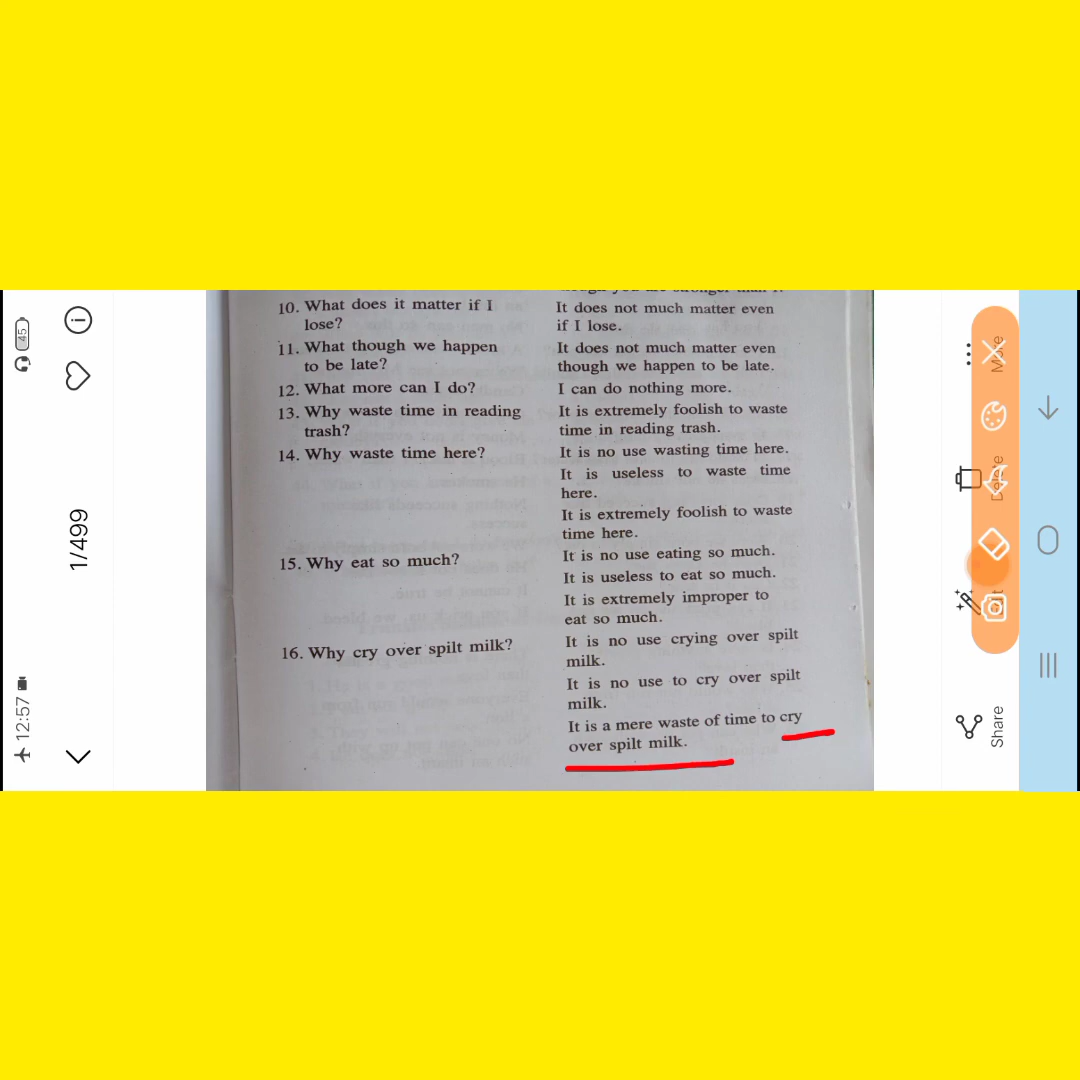 10. What does it matter if I
lose?
It does not much matter even
if I lose.
11. What though we happen
to be late?
It does not much matter even
though we happen to be late.
12. What more can I do?
I can do nothing more.
13. Why waste time in reading
trash?
It is extremely foolish to waste
time in reading trash.
14. Why waste time here?
It is no use wasting time here.
It is useless to waste time
here.
It is extremely foolish to waste
time here.
15. Why eat so much?
It is no use eating so much.
It is useless to eat so much.
It is extremely improper to
eat so much.
16. Why cry over spilt milk?
It is no use crying over spilt
milk.
It is no use to cry over spilt
milk.
It is a mere waste of time to cry
over spilt milk.
12:57
45
1/499
More
Delete
Share